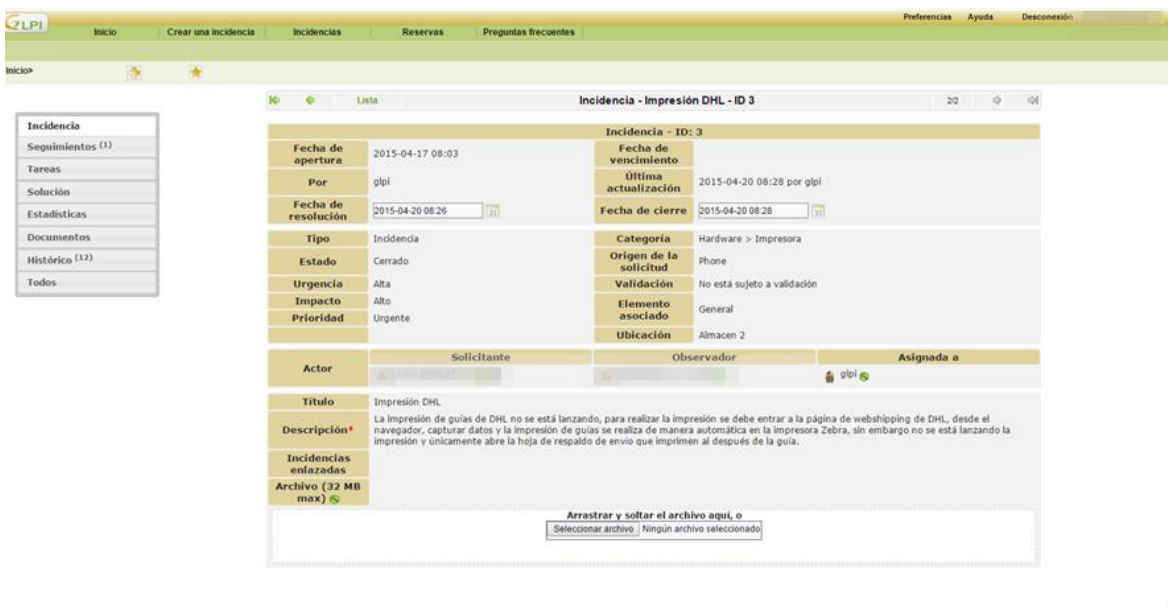 Preferencias Ayuda Desconexión
GLPI
Inicio Crear una incidencia Incidencias Reservas Preguntas frecuentes
Inicio>
Lista Incidencia - Impresión DHL - ID 3 2/2
Incidencia
Seguimientos (1)
Tareas
Solución
Estadísticas
Documentos
Histórico (12)
Todos
Incidencia - ID: 3
Fecha de apertura 2015-04-17 08:03 Fecha de vencimiento
Por glpi Última actualización 2015-04-20 08:28 por glpi
Fecha de resolución 2015-04-20 08:26 31 Fecha de cierre 2015-04-20 08:28 31
Tipo Incidencia Categoría Hardware > Impresora
Estado Cerrado Origen de la solicitud Phone
Urgencia Alta Validación No está sujeto a validación
Impacto Alto Elemento asociado General
Prioridad Urgente
Ubicación Almacen 2
Actor Solicitante Observador Asignada a
glpi
Título Impresión DHL
Descripción* La impresión de guías de DHL no se está lanzando, para realizar la impresión se debe entrar a la página de webshipping de DHL, desde el
navegador, capturar datos y la impresión de guías se realiza de manera automática en la impresora Zebra, sin embargo no se está lanzando la
impresión y únicamente abre la hoja de respaldo de envío que imprimen al después de la guía.
Incidencias enlazadas
Archivo (32 MB max)
Arrastrar y soltar el archivo aquí, o
Seleccionar archivo Ningún archivo seleccionado